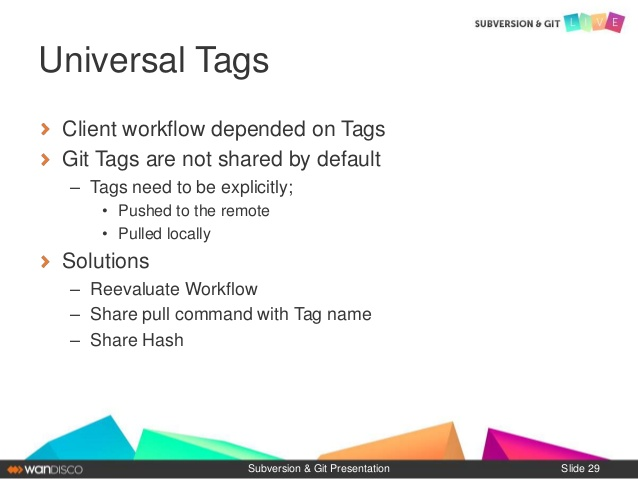 SUBVERSION & GIT LIVE
Universal Tags
Client workflow depended on Tags
Git Tags are not shared by default
– Tags need to be explicitly;
• Pushed to the remote
• Pulled locally
Solutions
– Reevaluate Workflow
– Share pull command with Tag name
– Share Hash
WANDISCO
Subversion & Git Presentation
Slide 29